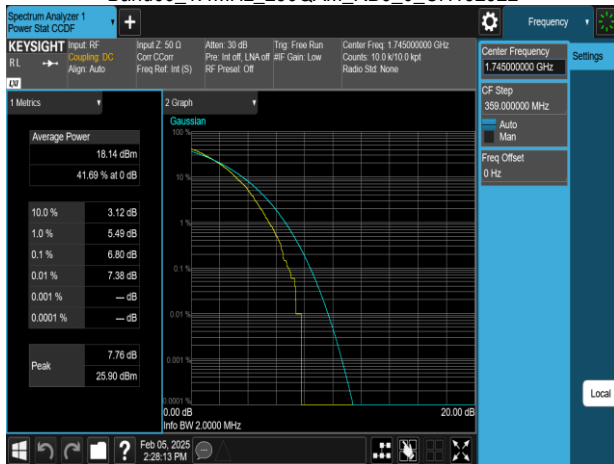 Spectrum Analyzer 1
Power Stat CCDF
Frequency
KEYSIGHT
RL
LXI
Input: RF
Coupling: DC
Align: Auto
Input Z: 50 Ω
Corr CCorr
Freq Ref: Int (S)
Atten: 30 dB
Pre: Int off, LNA off
RF Presel: Off
Trig: Free Run
#IF Gain: Low
Center Freq: 1.745000000 GHz
Counts: 10.0 k/10.0 kpt
Radio Std: None
Center Frequency
1.745000000 GHz
Settings
CF Step
359.000000 MHz
Auto
Man
Freq Offset
0 Hz
1 Metrics
Average Power
18.14 dBm
41.69 % at 0 dB
10.0 % 3.12 dB
1.0 % 5.49 dB
0.1 % 6.80 dB
0.01 % 7.38 dB
0.001 % --- dB
0.0001 % --- dB
Peak
7.76 dB
25.90 dBm
2 Graph
Gaussian
100 %
10 %
1 %
0.1 %
0.01 %
0.001 %
0.0001 %
0.00 dB
20.00 dB
Info BW 2.0000 MHz
Local
?
Feb 05, 2025
2:28:13 PM